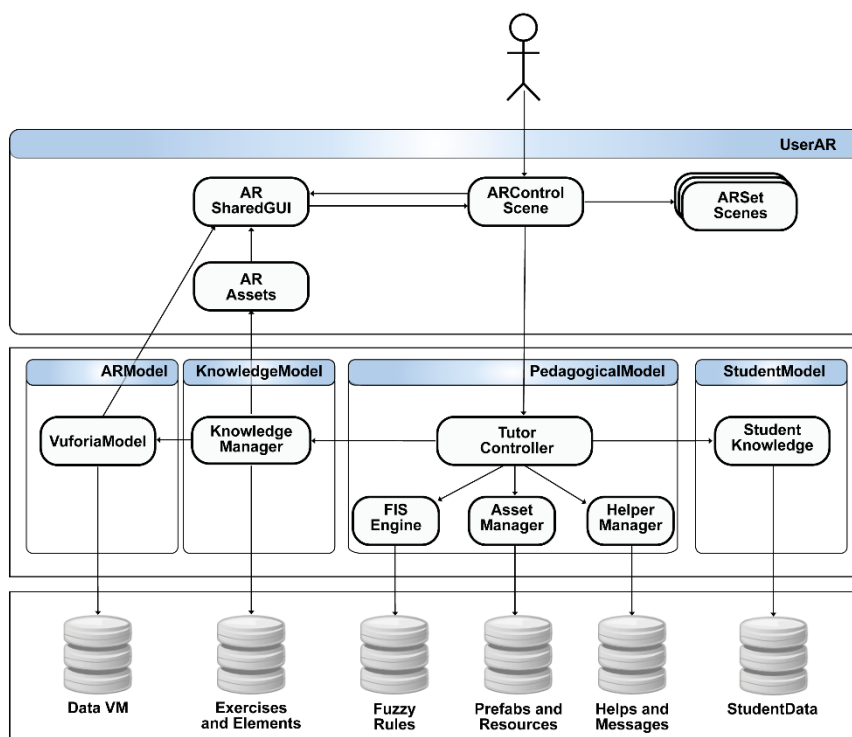 UserAR
AR
SharedGUI
ARControl
Scene
ARSet
Scenes
AR
Assets
ARModel
KnowledgeModel
PedagogicalModel
StudentModel
VuforiaModel
Knowledge
Manager
Tutor
Controller
Student
Knowledge
FIS
Engine
Asset
Manager
Helper
Manager
Data VM
Exercises
and Elements
Fuzzy
Rules
Prefabs and
Resources
Helps and
Messages
StudentData